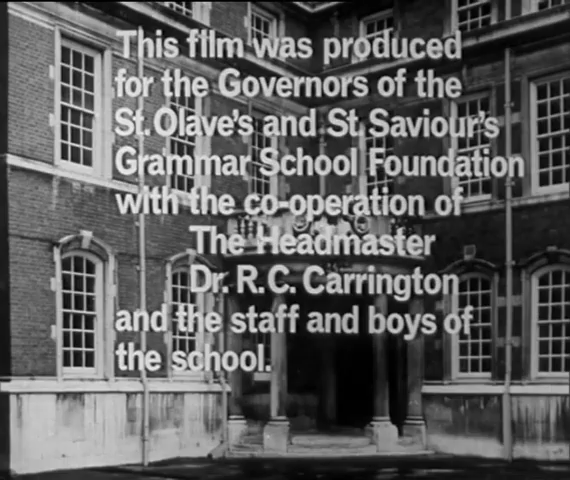 This film was produced
for the Governors of the
St. Olave's and St Saviour's
Grammar School Foundation
with the co-operation of
The Headmaster
Dr. R.C. Carrington
and the staff and boys of
the school.